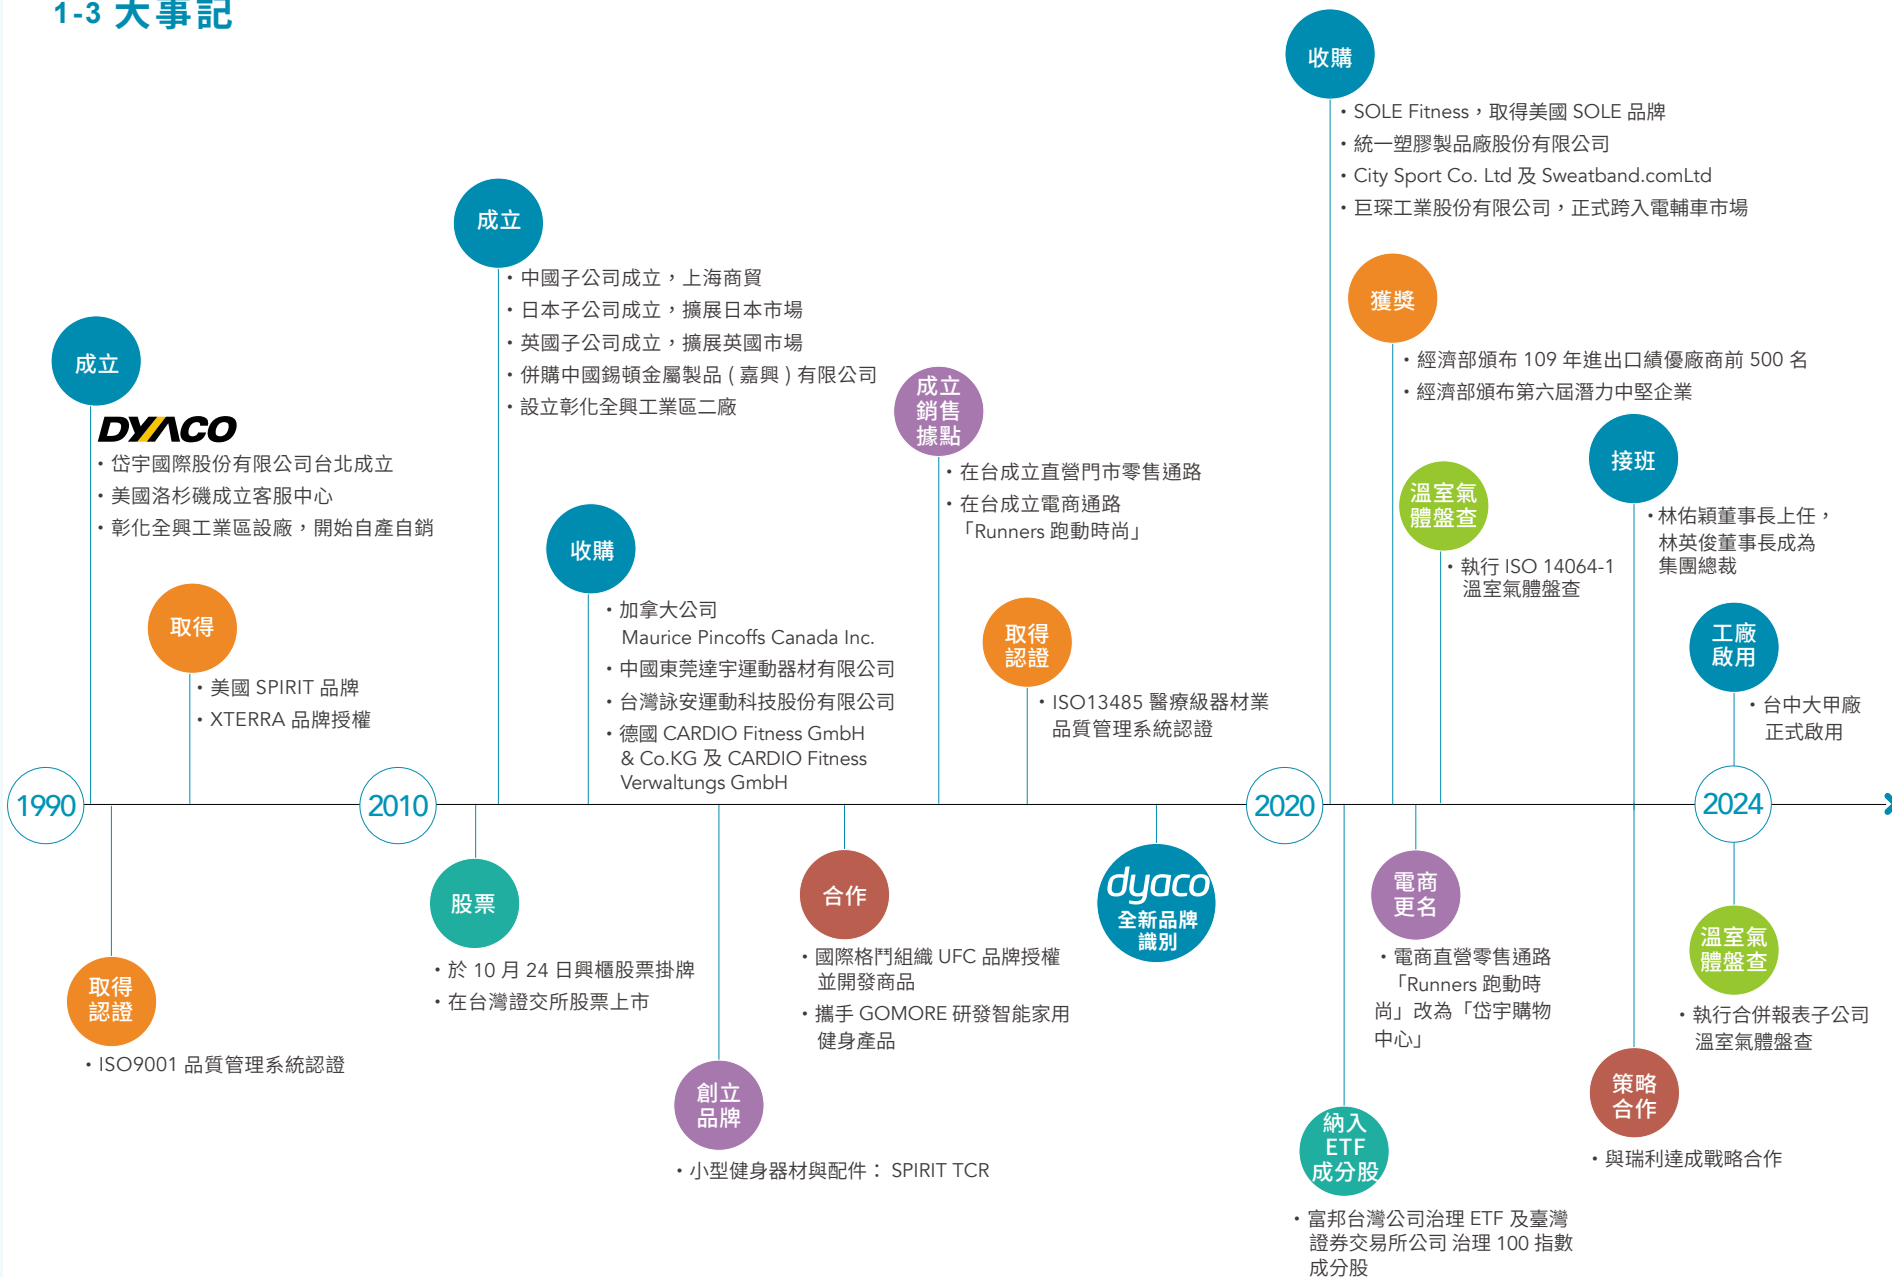 1-3 大事記
成立
DYACO
・岱宇國際股份有限公司台北成立
・美國洛杉磯成立客服中心
・彰化全興工業區設廠，開始自產自銷
取得
・美國 SPIRIT 品牌
・XTERRA 品牌授權
成立
・中國子公司成立，上海商貿
・日本子公司成立，擴展日本市場
・英國子公司成立，擴展英國市場
・併購中國錫頓金屬製品 ( 嘉興 ) 有限公司
・設立彰化全興工業區二廠
收購
・加拿大公司
Maurice Pincoffs Canada Inc.
・中國東莞達宇運動器材有限公司
・台灣詠安運動科技股份有限公司
・德國 CARDIO Fitness GmbH
& Co.KG 及 CARDIO Fitness
Verwaltungs GmbH
成立
銷售
據點
・在台成立直營門市零售通路
・在台成立電商通路
「Runners 跑動時尚」
取得
認證
・ISO13485 醫療級器材業
品質管理系統認證
收購
・SOLE Fitness，取得美國 SOLE 品牌
・統一塑膠製品廠股份有限公司
・City Sport Co. Ltd 及 Sweatband.comLtd
・巨琛工業股份有限公司，正式跨入電輔車市場
獲獎
・經濟部頒布 109 年進出口績優廠商前 500 名
・經濟部頒布第六屆潛力中堅企業
溫室氣
體盤查
・執行 ISO 14064-1
溫室氣體盤查
接班
・林佑穎董事長上任，
林英俊董事長成為
集團總裁
工廠
啟用
・台中大甲廠
正式啟用
1990
2010
2020
2024
取得
認證
・ISO9001 品質管理系統認證
股票
・於 10 月 24 日興櫃股票掛牌
・在台灣證交所股票上市
創立
品牌
・小型健身器材與配件： SPIRIT TCR
合作
・國際格鬥組織 UFC 品牌授權
並開發商品
・攜手 GOMORE 研發智能家用
健身產品
dyaco
全新品牌
識別
納入
ETF
成分股
・富邦台灣公司治理 ETF 及臺灣
證券交易所公司 治理 100 指數
成分股
電商
更名
・電商直營零售通路
「Runners 跑動時
尚」改為「岱宇購物
中心」
策略
合作
・與瑞利達成戰略合作
溫室氣
體盤查
・執行合併報表子公司
溫室氣體盤查